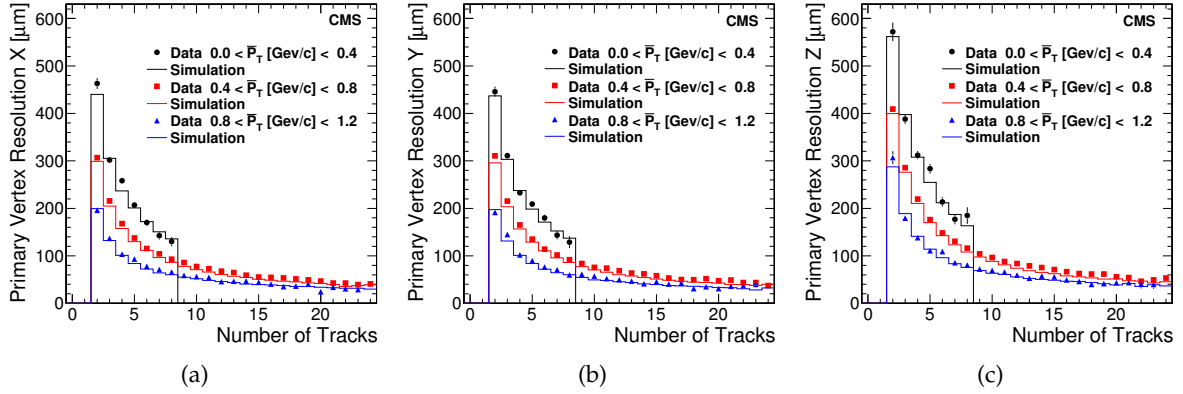 Primary Vertex Resolution X [μm]
600
500
400
300
200
100
0
CMS
Data 0.0 < P̅T [Gev/c] < 0.4
Simulation
Data 0.4 < P̅T [Gev/c] < 0.8
Simulation
Data 0.8 < P̅T [Gev/c] < 1.2
Simulation
0 5 10 15 20
Number of Tracks
(a)
Primary Vertex Resolution Y [μm]
600
500
400
300
200
100
0
CMS
Data 0.0 < P̅T [Gev/c] < 0.4
Simulation
Data 0.4 < P̅T [Gev/c] < 0.8
Simulation
Data 0.8 < P̅T [Gev/c] < 1.2
Simulation
0 5 10 15 20
Number of Tracks
(b)
Primary Vertex Resolution Z [μm]
600
500
400
300
200
100
0
CMS
Data 0.0 < P̅T [Gev/c] < 0.4
Simulation
Data 0.4 < P̅T [Gev/c] < 0.8
Simulation
Data 0.8 < P̅T [Gev/c] < 1.2
Simulation
0 5 10 15 20
Number of Tracks
(c)